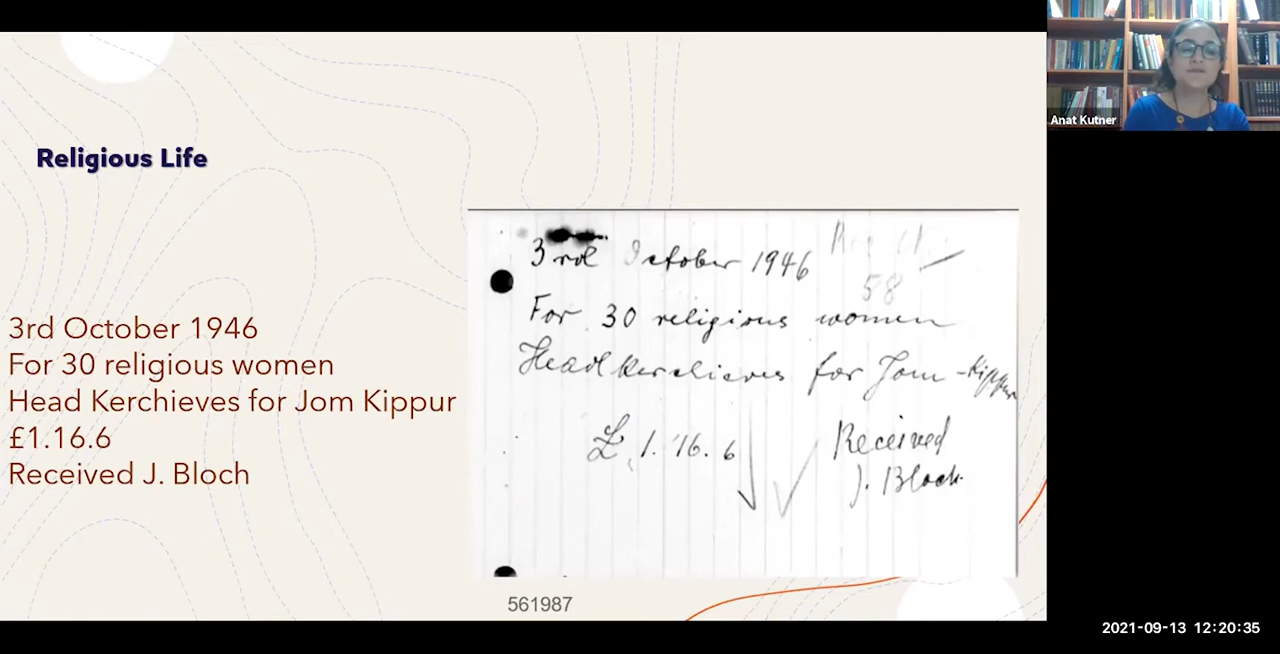 Anat Kutner
Religious Life
3rd October 1946
For 30 religious women
Head Kerchieves for Jom Kippur
£1.16.6
Received J. Bloch
3rd October 1946
58
For 30 religious women
Head Kerchieves for Jom-Kippur
£ 1.16.6
Received
J. Bloch
561987
2021-09-13 12:20:35